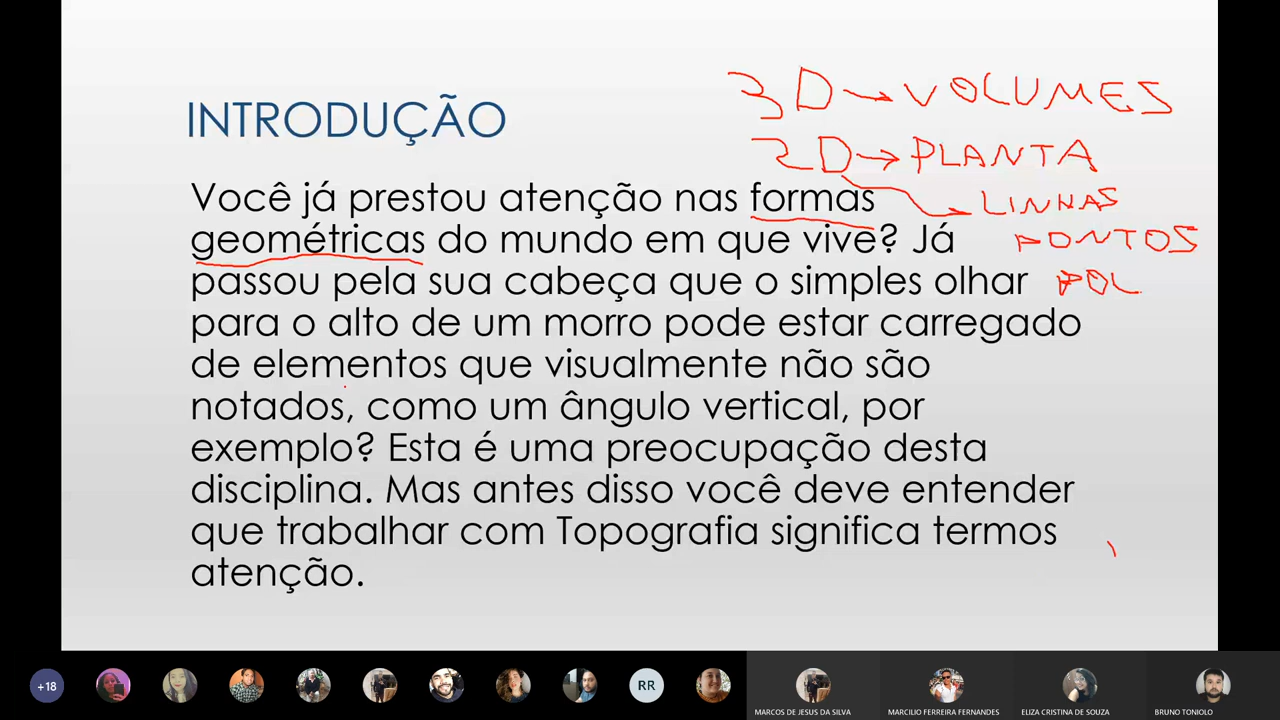 INTRODUÇÃO
3D → VOLUMES
2D → PLANTA
LINHAS
PONTOS
POL
Você já prestou atenção nas formas
geométricas do mundo em que vive? Já
passou pela sua cabeça que o simples olhar
para o alto de um morro pode estar carregado
de elementos que visualmente não são
notados, como um ângulo vertical, por
exemplo? Esta é uma preocupação desta
disciplina. Mas antes disso você deve entender
que trabalhar com Topografia significa termos
atenção.
+18
RR
MARCOS DE JESUS DA SILVA
MARCILIO FERREIRA FERNANDES
ELIZA CRISTINA DE SOUZA
BRUNO TONIOLO